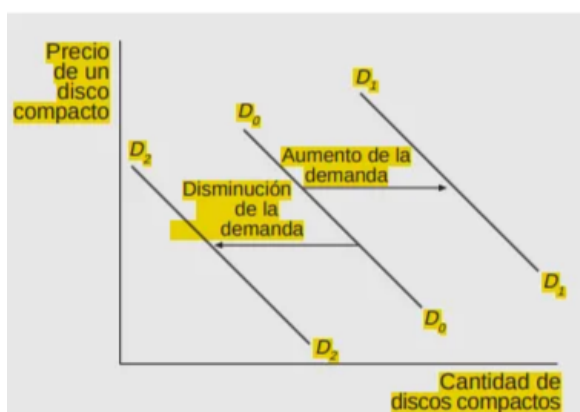 Precio
de un
disco
compacto
D₁
D₀
D₂
Aumento de la
demanda
Disminución
de la
demanda
D₁
D₀
D₂
Cantidad de
discos compactos